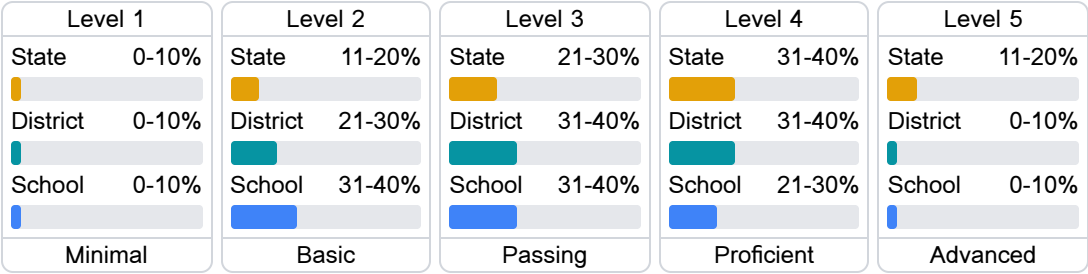 Level 1
State 0-10%
District 0-10%
School 0-10%
Minimal
Level 2
State 11-20%
District 21-30%
School 31-40%
Basic
Level 3
State 21-30%
District 31-40%
School 31-40%
Passing
Level 4
State 31-40%
District 31-40%
School 21-30%
Proficient
Level 5
State 11-20%
District 0-10%
School 0-10%
Advanced